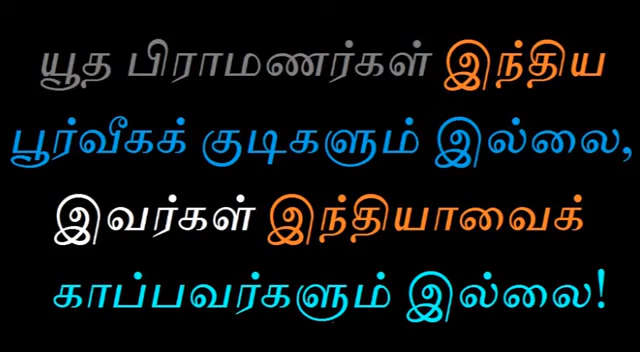 யூத பிராமணர்கள் இந்திய
பூர்வீகக் குடிகளும் இல்லை,
இவர்கள் இந்தியாவைக்
காப்பவர்களும் இல்லை!